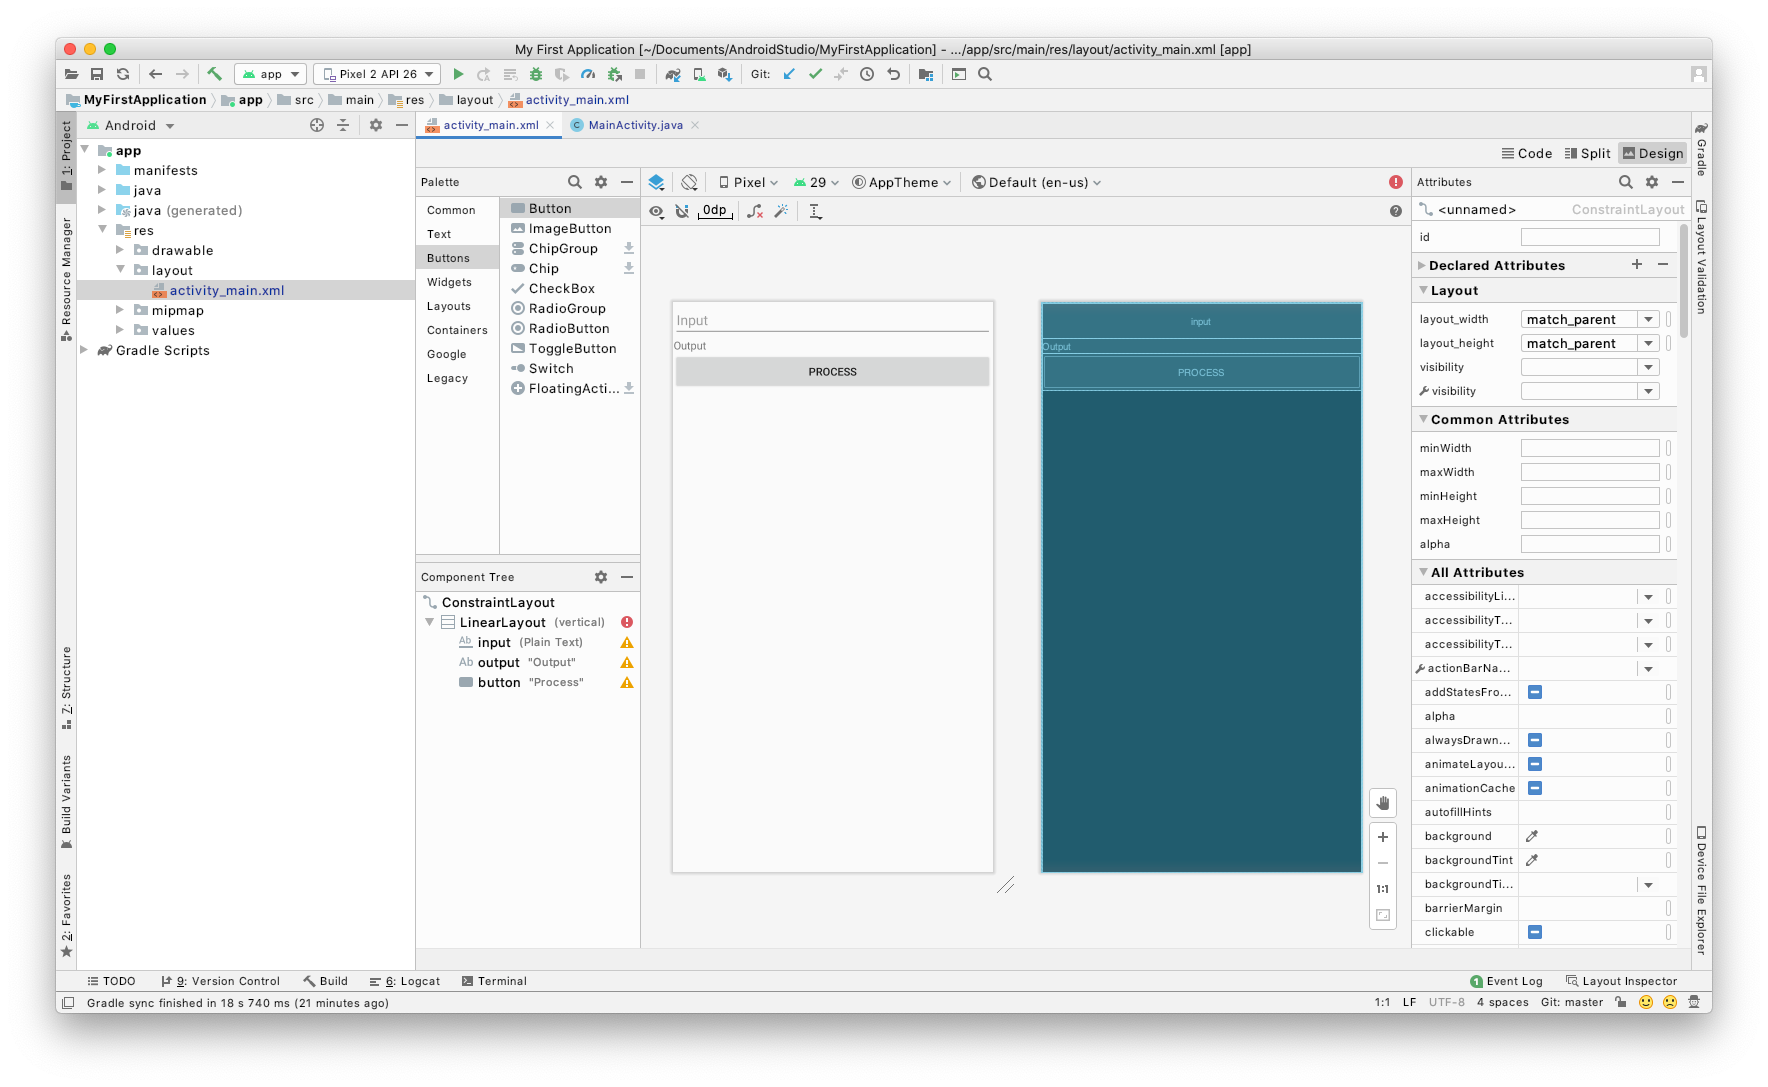 My First Application [~/Documents/AndroidStudio/MyFirstApplication] - .../app/src/main/res/layout/activity_main.xml [app]
app
Pixel 2 API 26
Git:
MyFirstApplication
app
src
main
res
layout
activity_main.xml
1: Project
Resource Manager
7: Structure
Build Variants
2: Favorites
Android
app
manifests
java
java (generated)
res
drawable
layout
activity_main.xml
mipmap
values
Gradle Scripts
activity_main.xml
MainActivity.java
Code
Split
Design
Palette
Common
Text
Buttons
Widgets
Layouts
Containers
Google
Legacy
Button
ImageButton
ChipGroup
Chip
CheckBox
RadioGroup
RadioButton
ToggleButton
Switch
FloatingActi...
Component Tree
ConstraintLayout
LinearLayout (vertical)
Ab input (Plain Text)
Ab output "Output"
button "Process"
Pixel
29
AppTheme
Default (en-us)
0dp
Input
Output
PROCESS
input
Output
PROCESS
1:1
Attributes
<unnamed>
ConstraintLayout
id
Declared Attributes
Layout
layout_width match_parent
layout_height match_parent
visibility
visibility
Common Attributes
minWidth
maxWidth
minHeight
maxHeight
alpha
All Attributes
accessibilityLi...
accessibilityT...
accessibilityT...
actionBarNa...
addStatesFro...
alpha
alwaysDrawn...
animateLayou...
animationCache
autofillHints
background
backgroundTint
backgroundTi...
barrierMargin
clickable
Gradle
Layout Validation
Device File Explorer
TODO
9: Version Control
Build
6: Logcat
Terminal
1 Event Log
Layout Inspector
Gradle sync finished in 18 s 740 ms (21 minutes ago)
1:1
LF
UTF-8
4 spaces
Git: master